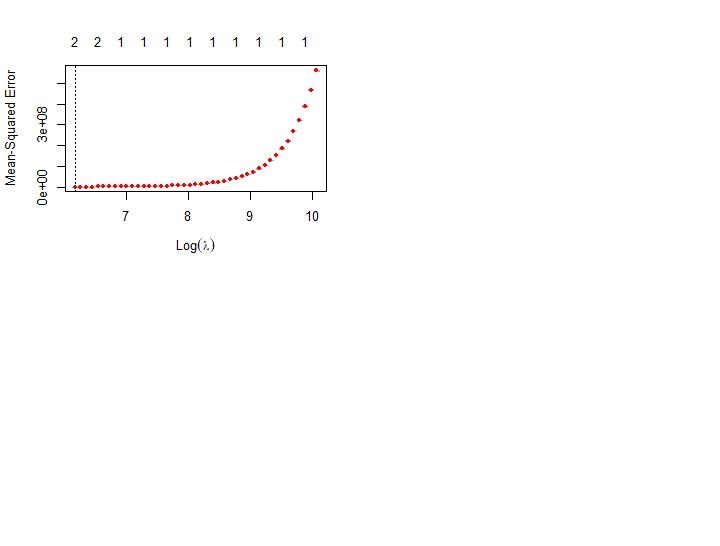 2 2 1 1 1 1 1 1 1 1 1
Mean-Squared Error
3e+08
0e+00
7 8 9 10
Log(λ)